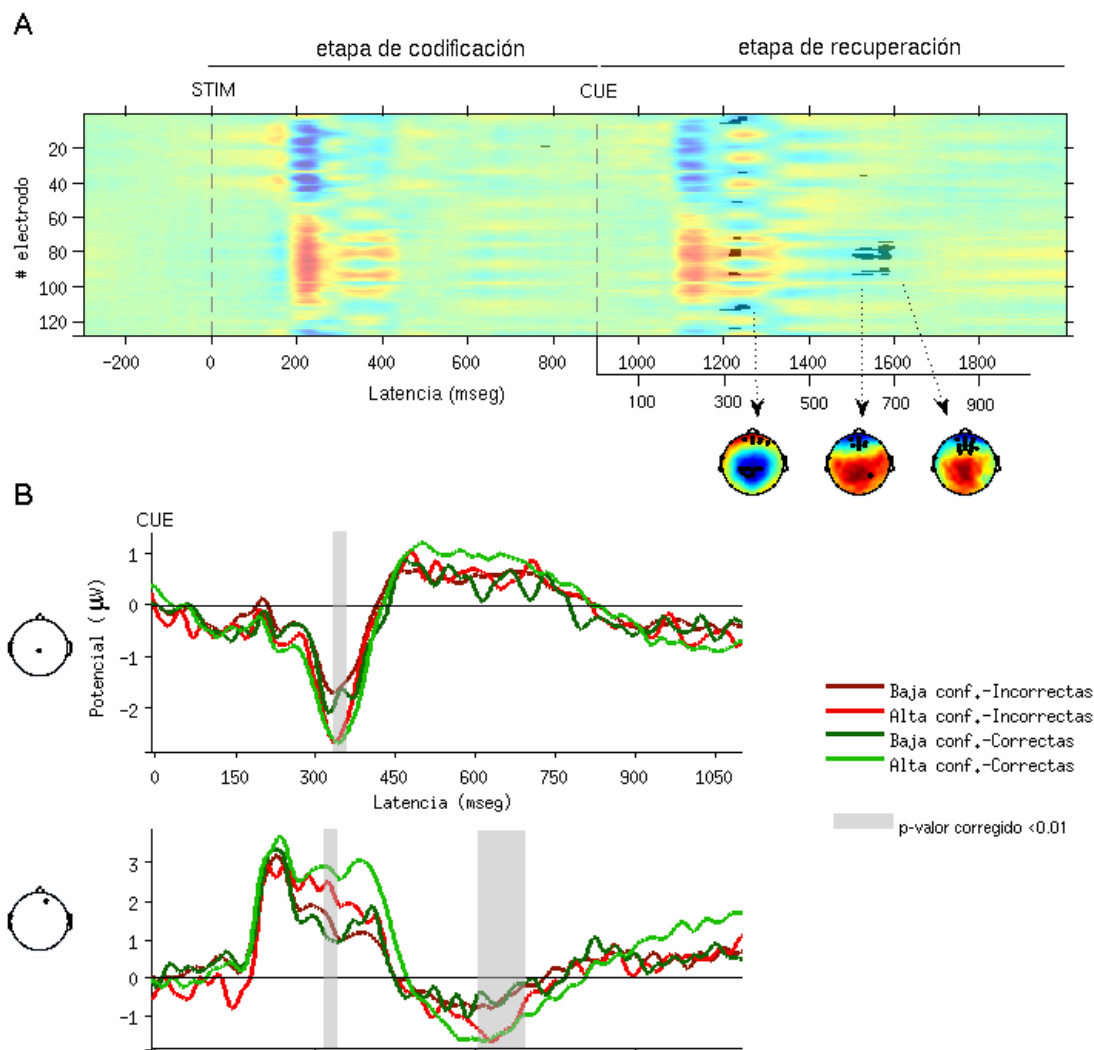 A
etapa de codificación
etapa de recuperación
STIM
CUE
20
40
60
80
100
120
# electrodo
−200
0
200
400
600
800
1000
1200
1400
1600
1800
Latencia (mseg)
100
300
500
700
900
B
CUE
1
0
-1
-2
Potencial (µV)
0
150
300
450
600
750
900
1050
Latencia (mseg)
Baja conf.-Incorrectas
Alta conf.-Incorrectas
Baja conf.-Correctas
Alta conf.-Correctas
p-valor corregido <0.01
3
2
1
0
-1